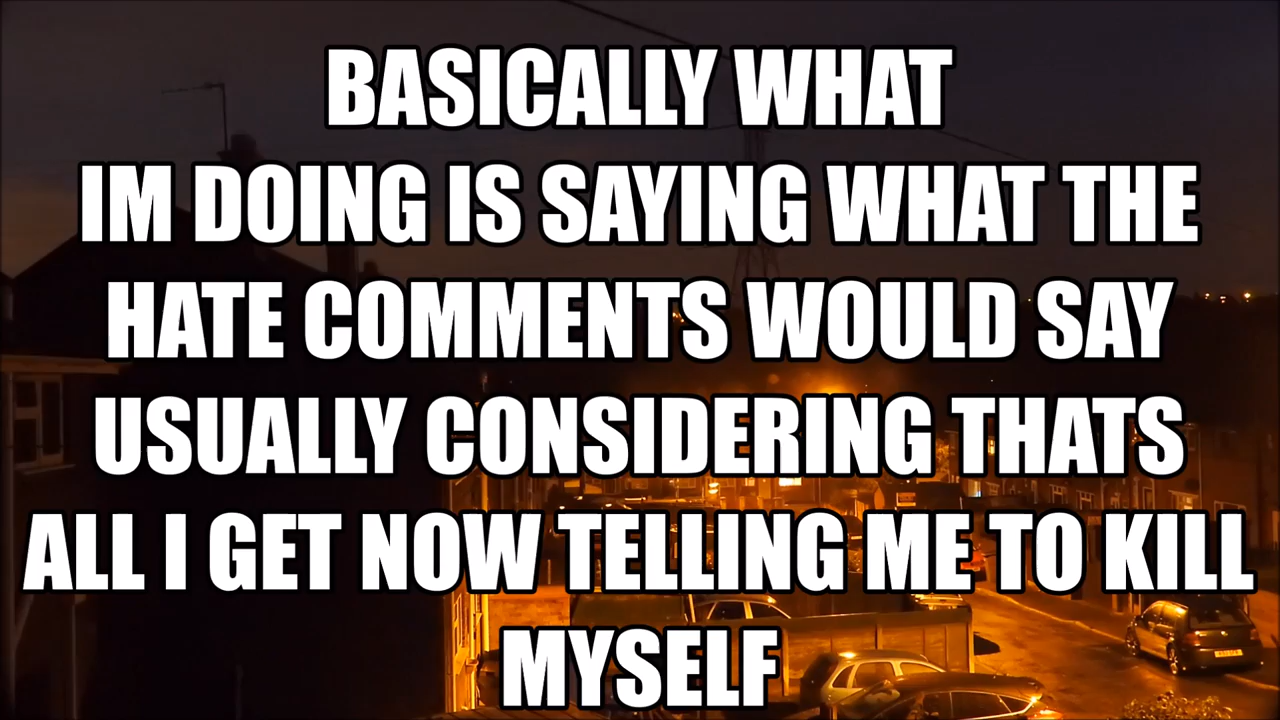 BASICALLY WHAT
IM DOING IS SAYING WHAT THE
HATE COMMENTS WOULD SAY
USUALLY CONSIDERING THATS
ALL I GET NOW TELLING ME TO KILL
MYSELF